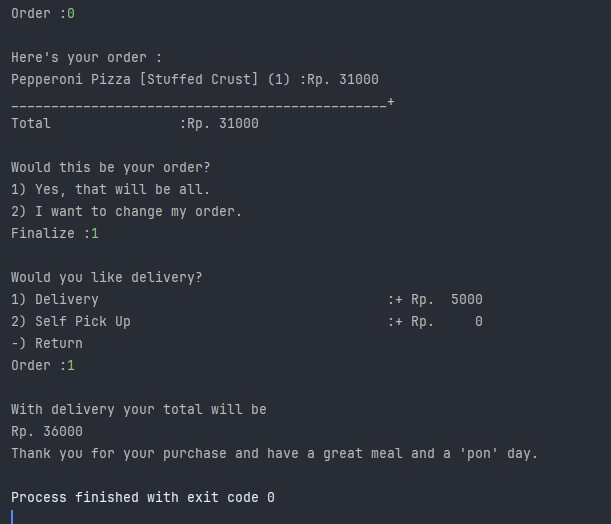 Order :0
Here's your order :
Pepperoni Pizza [Stuffed Crust] (1) :Rp. 31000
_______________________________________________+
Total                :Rp. 31000
Would this be your order?
1) Yes, that will be all.
2) I want to change my order.
Finalize :1
Would you like delivery?
1) Delivery                                    :+ Rp.  5000
2) Self Pick Up                                :+ Rp.     0
-) Return
Order :1
With delivery your total will be
Rp. 36000
Thank you for your purchase and have a great meal and a 'pon' day.
Process finished with exit code 0